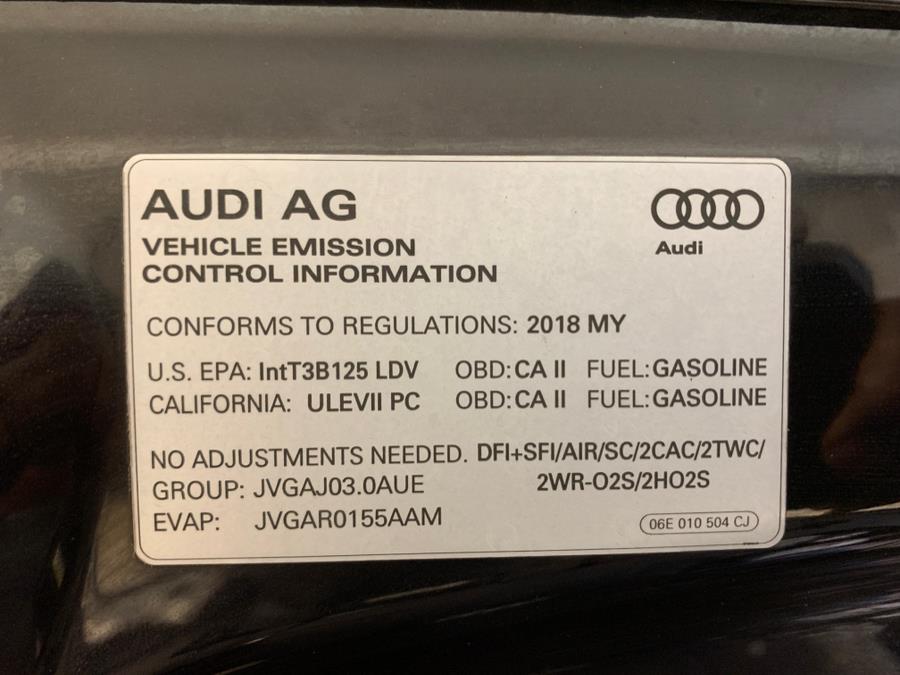 AUDI AG
Audi
VEHICLE EMISSION
CONTROL INFORMATION
CONFORMS TO REGULATIONS: 2018 MY
U.S. EPA: IntT3B125 LDV OBD: CA II FUEL: GASOLINE
CALIFORNIA: ULEVII PC OBD: CA II FUEL: GASOLINE
NO ADJUSTMENTS NEEDED. DFI+SFI/AIR/SC/2CAC/2TWC/
GROUP: JVGAJ03.0AUE 2WR-O2S/2HO2S
EVAP: JVGAR0155AAM
06E 010 504 CJ